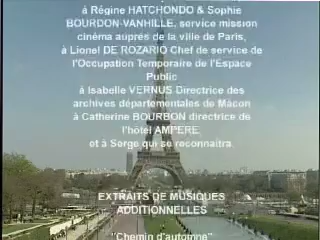 à Régine HATCHONDO & Sophie
BOURDON-VANHILLE, service mission
cinéma auprès de la ville de Paris,
à Lionel DE ROZARIO Chef de service de
l'Occupation Temporaire de l'Espace
Public
à Isabelle VERNUS Directrice des
archives départementales de Mâcon
à Catherine BOURBON directrice de
l'hôtel AMPERE,
et à Serge qui se reconnaitra.
EXTRAITS DE MUSIQUES
ADDITIONNELLES
"Chemin d'automne"